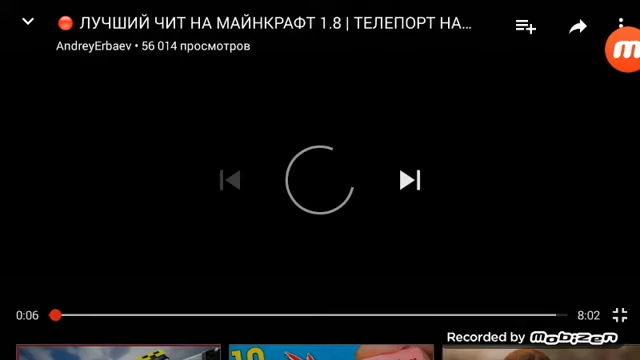 ЛУЧШИЙ ЧИТ НА МАЙНКРАФТ 1.8 | ТЕЛЕПОРТ НА...
AndreyErbaev • 56 014 просмотров
0:06
8:02
Recorded by mobizen
10